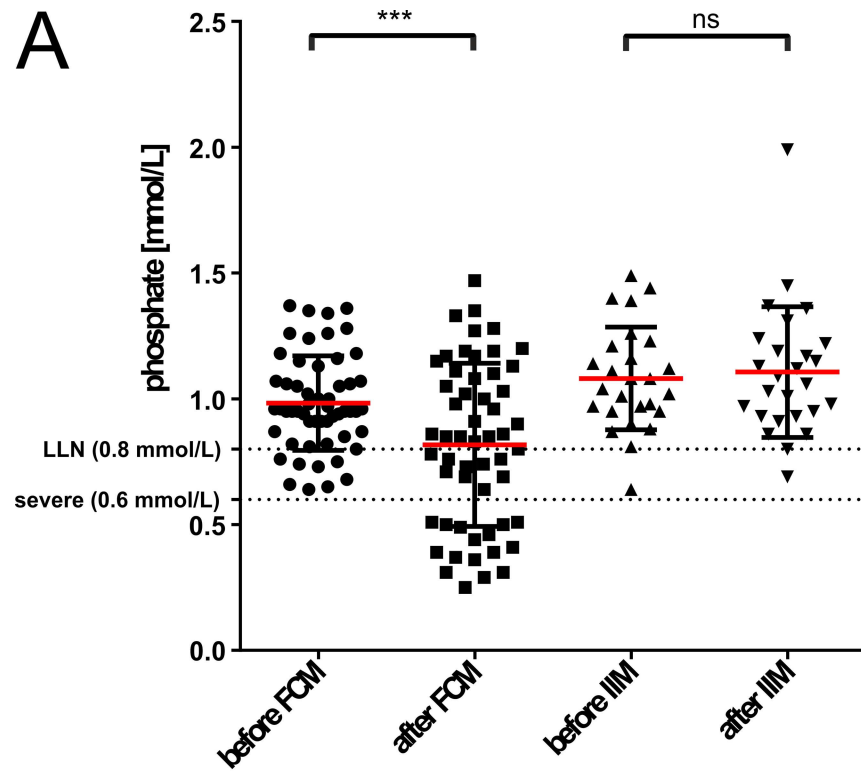 A
*** ns
2.5
2.0
1.5
1.0
0.5
0.0
phosphate [mmol/L]
LLN (0.8 mmol/L)
severe (0.6 mmol/L)
before FCM
after FCM
before IIM
after IIM